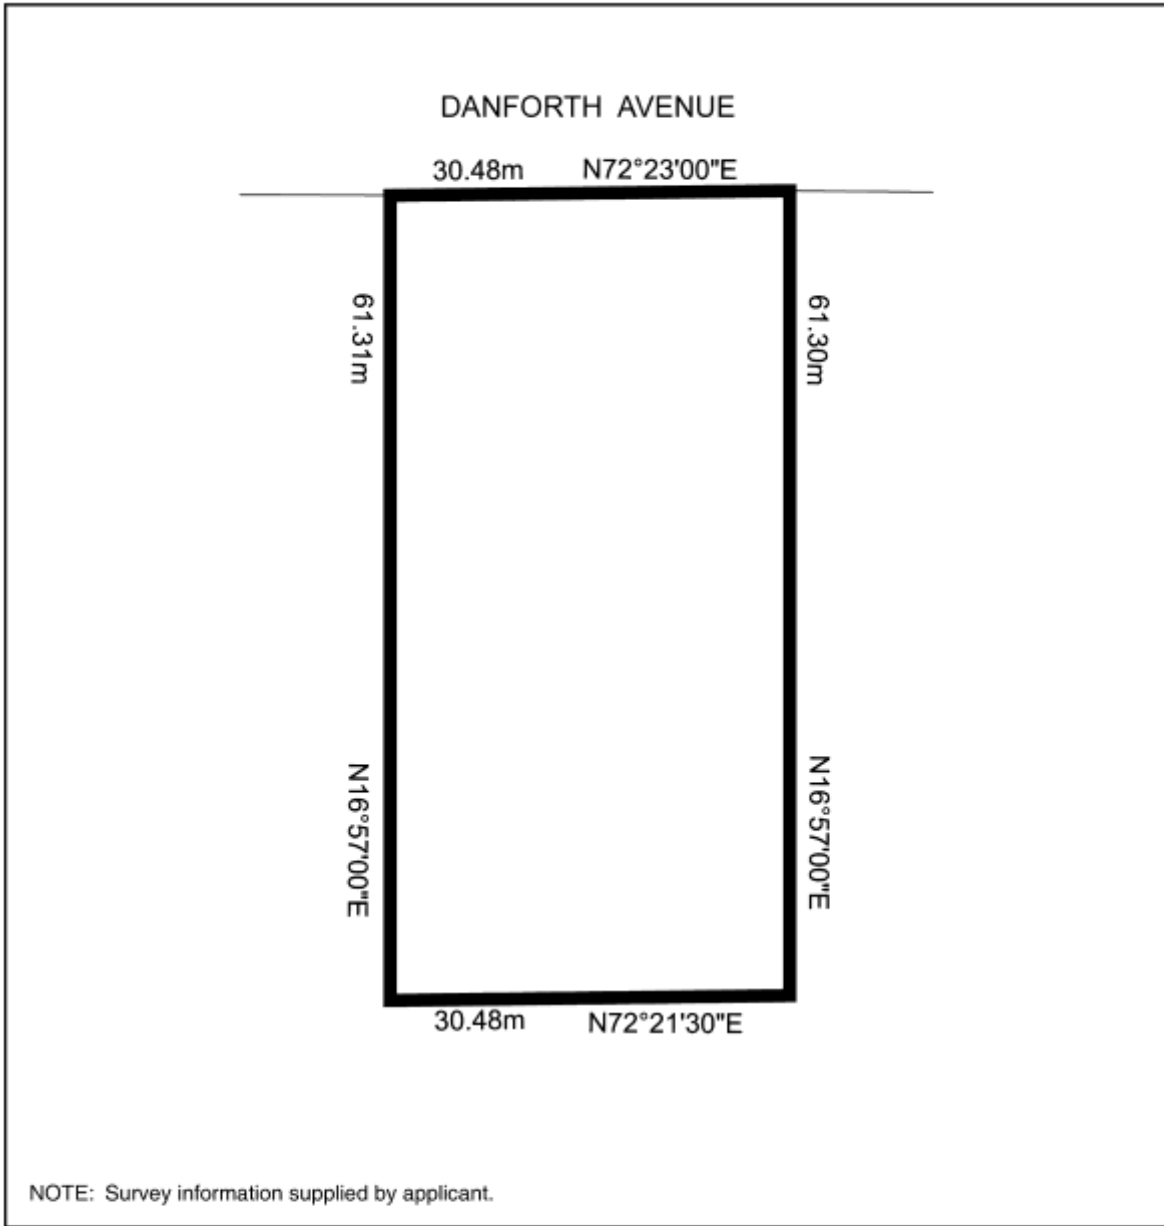 DANFORTH AVENUE
30.48m N72°23'00"E
61.31m
61.30m
N16°57'00"E
N16°57'00"E
30.48m N72°21'30"E
NOTE: Survey information supplied by applicant.